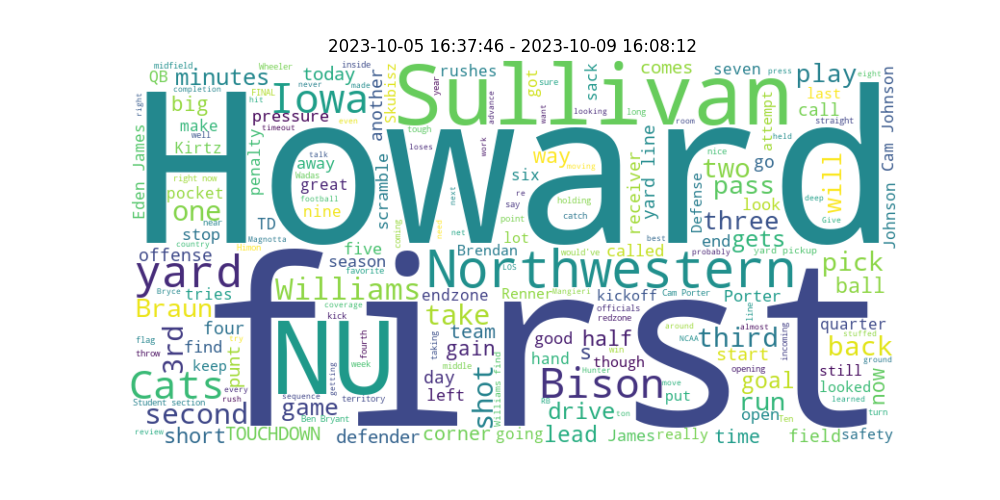 2023-10-05 16:37:46 - 2023-10-09 16:08:12
midfield
Wheeler
inside
QB
minutes
today
Sullivan
rushes
year
got
sure
sack
comes
seven
press
play
eight
completion
FINAL
never
made
another
Skubisz
advance
want
looking
long
last
right
big
hit
Iowa
attempt
call
Howard
pressure
even
room
held
straight
make
well
timeout
tough
work
Cam Johnson
Kirtz
penalty
talk
loses
yard line
nice
Eden James
away
scramble
way
receiver
two
go
will
right now
Wadas
great
six
moving
pass
deep
pocket
football
next
re
holding
Defense
look
one
nine
say
catch
three
Give
near
TD
point
stop
Magnotta
coming
need
net
lot
best
end
gets
Johnson
country
Human
five
Brendan
would've
called
probably
offense
season
LOS
yard pickup
pick
yard
favorite
Northwestern
ball
first
Bryce
tries
Williams
endzone
Renner
Mangieri
kickoff
Cam Porter
Porter
Braun
coverage
take
officials
line
quarter
four
kick
redzone
NCAA
around
almost
flag
3rd
find
try
NU
fourth
taking
team
good
half
third
incoming
stuffed
back
throw
punt
gain
s
win
start
keep
week
middle
hand
though
opening
still
ground
Cats
every
getting
day
shot
Williams find
Hunter
move
goal
looked
now
rush
sequence
territory
left
Bison
put
run
learned
Student section
second
game
Ben Bryant
RB
drive
ton
open
ten
turn
review
short
TOUCHDOWN
defender
corner
going
lead
James
really
time
field
safety